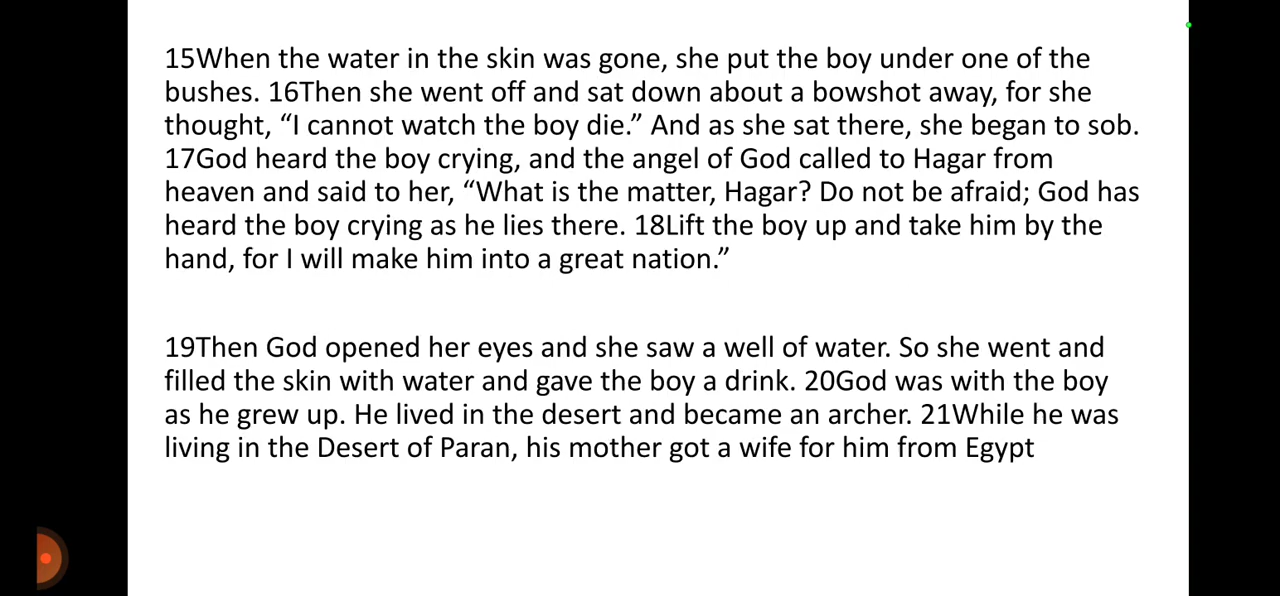 15When the water in the skin was gone, she put the boy under one of the
bushes. 16Then she went off and sat down about a bowshot away, for she
thought, “I cannot watch the boy die.” And as she sat there, she began to sob.
17God heard the boy crying, and the angel of God called to Hagar from
heaven and said to her, “What is the matter, Hagar? Do not be afraid; God has
heard the boy crying as he lies there. 18Lift the boy up and take him by the
hand, for I will make him into a great nation.”
19Then God opened her eyes and she saw a well of water. So she went and
filled the skin with water and gave the boy a drink. 20God was with the boy
as he grew up. He lived in the desert and became an archer. 21While he was
living in the Desert of Paran, his mother got a wife for him from Egypt